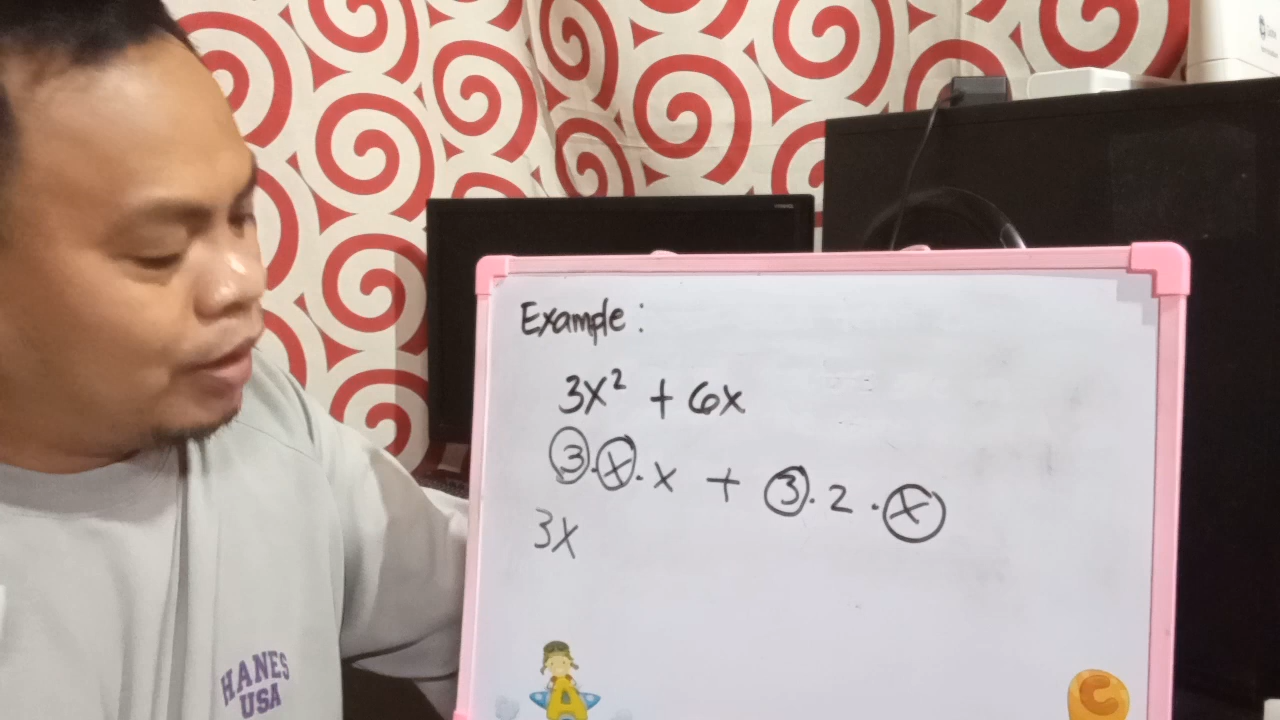 Example:
3x² + 6x
3·x·x + 3·2·x
3x
HANES
USA
A
C